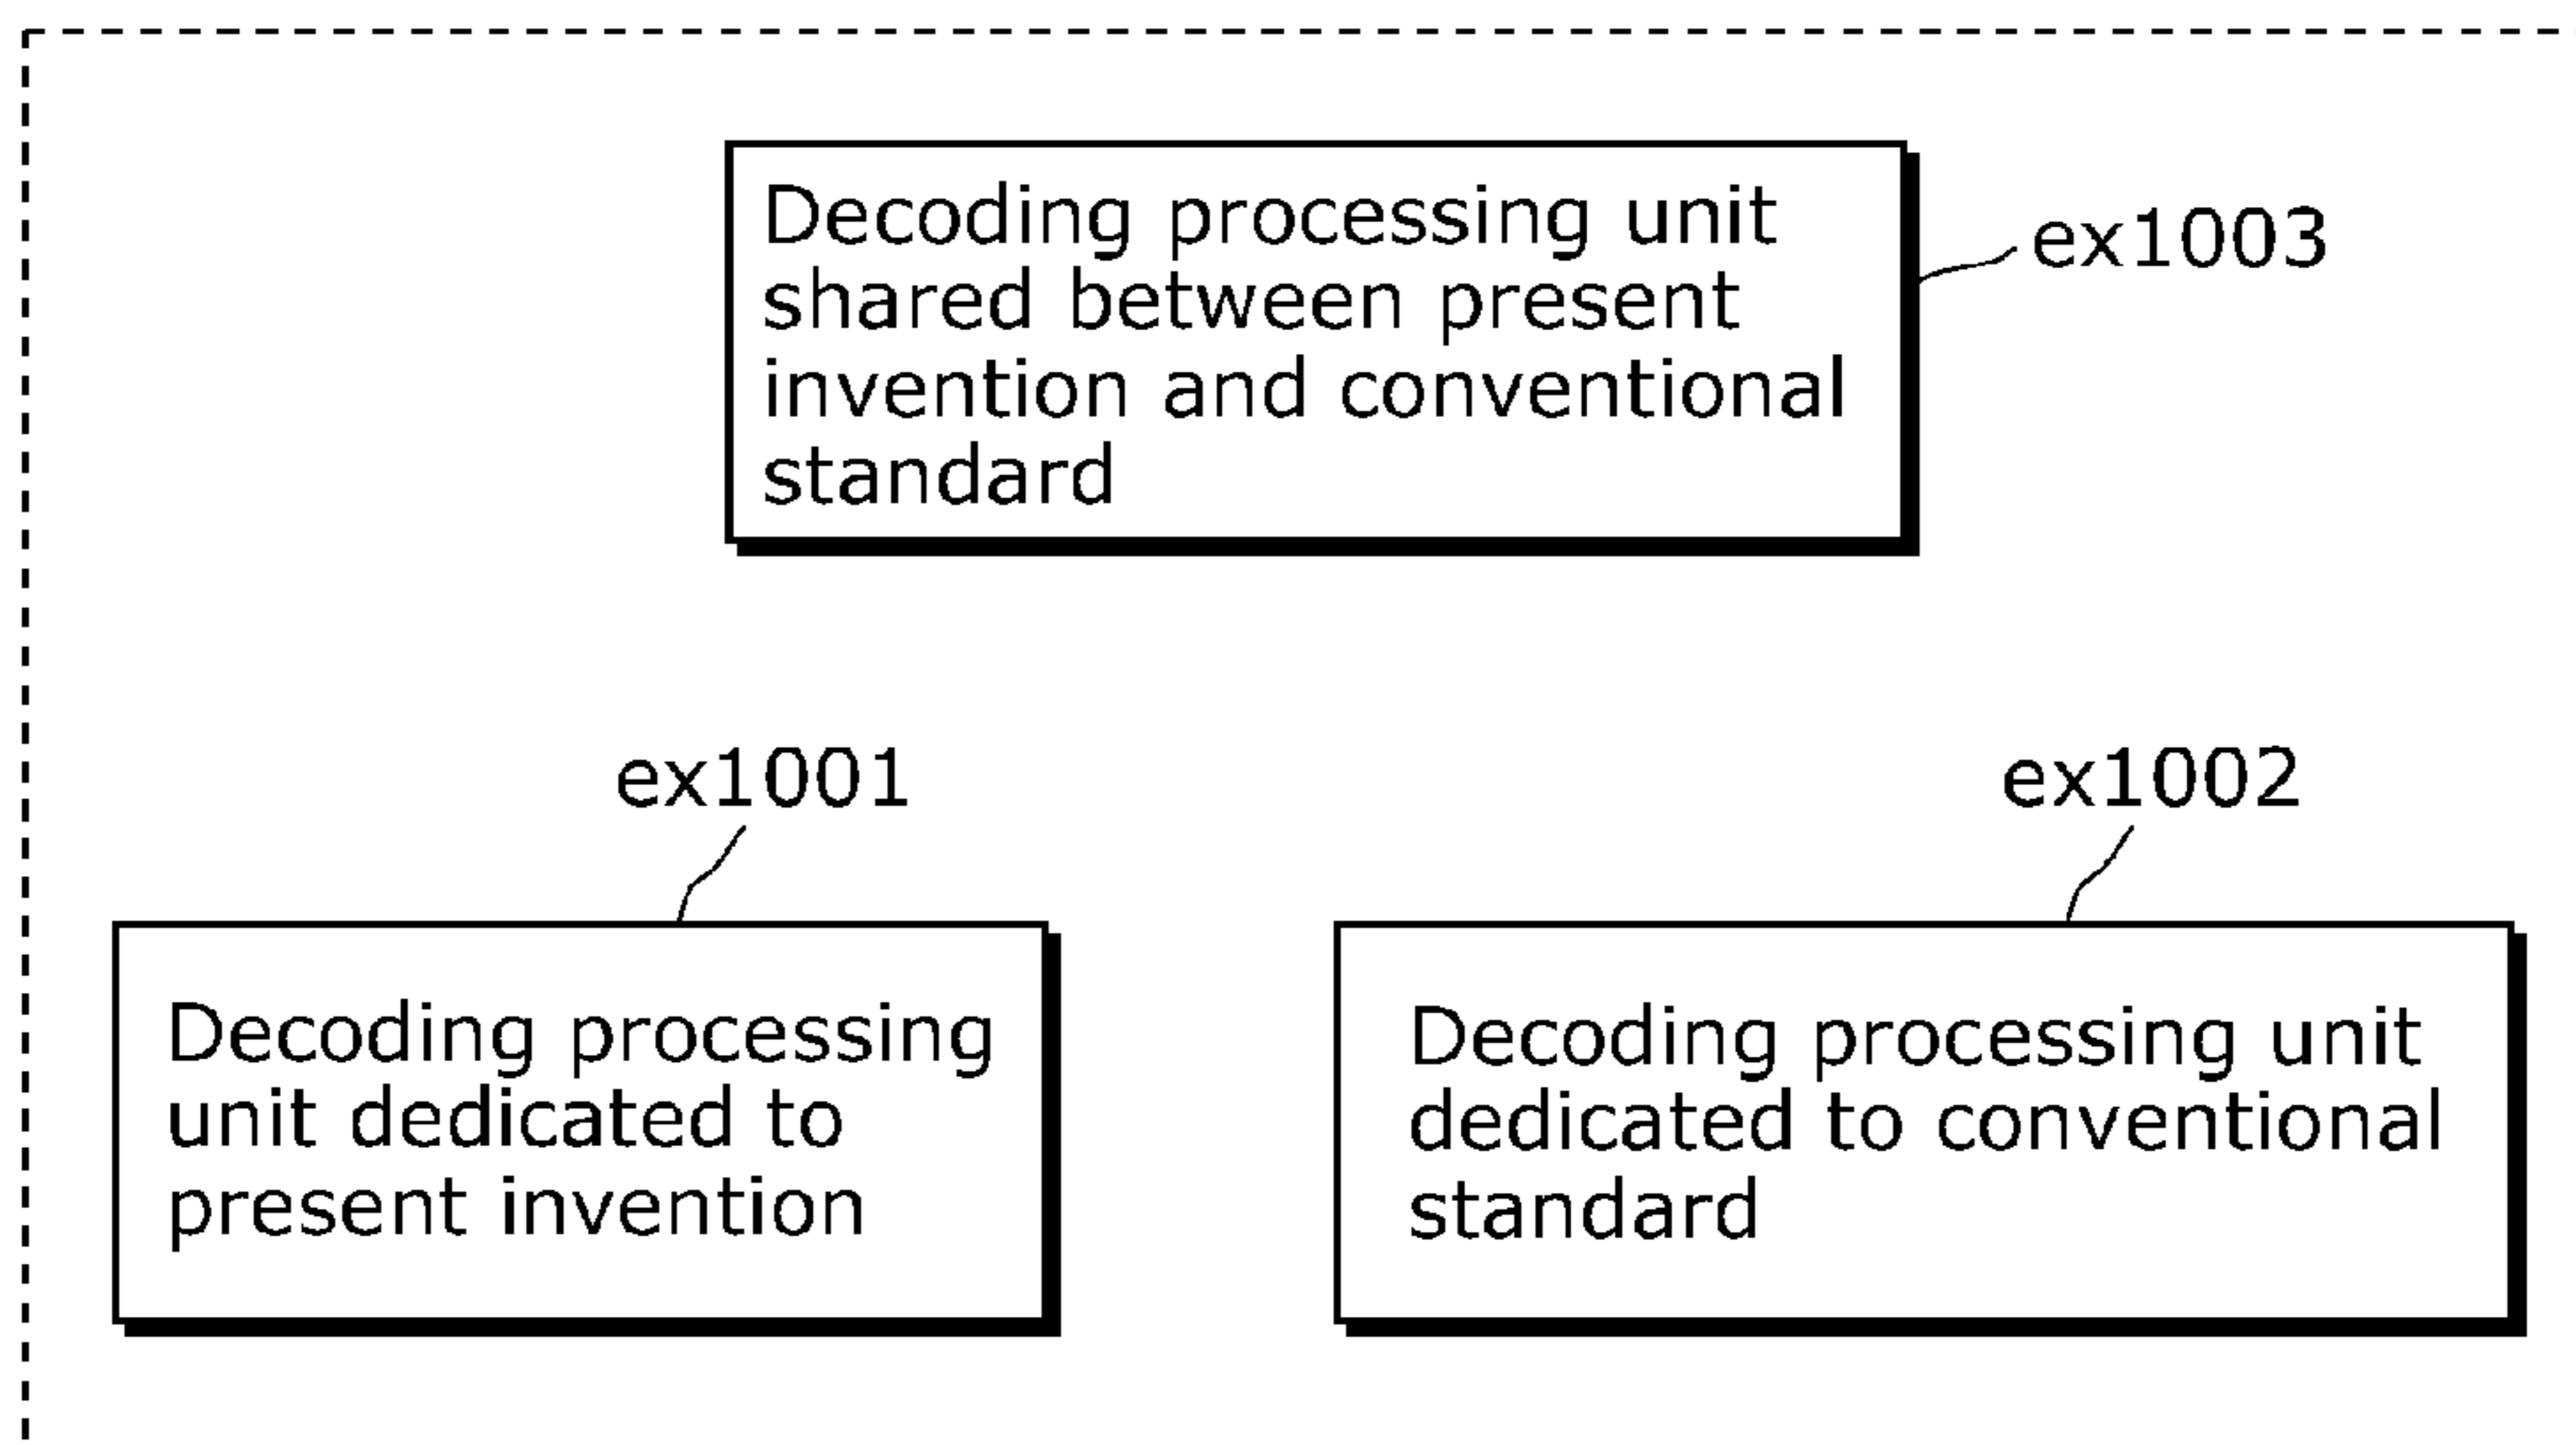 Decoding processing unit
shared between present
invention and conventional
standard
ex1003
ex1001
ex1002
Decoding processing
unit dedicated to
present invention
Decoding processing unit
dedicated to conventional
standard